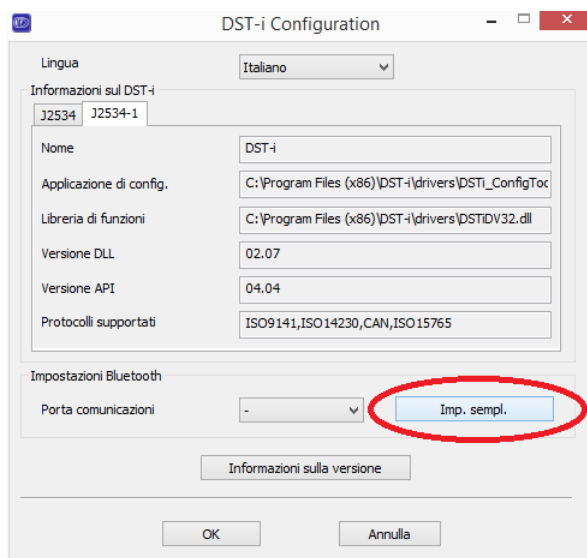 DST-i Configuration
Lingua Italiano
Informazioni sul DST-i
J2534 J2534-1
Nome DST-i
Applicazione di config. C:\Program Files (x86)\DST-i\drivers\DSTi_ConfigToo
Libreria di funzioni C:\Program Files (x86)\DST-i\drivers\DSTiDV32.dll
Versione DLL 02.07
Versione API 04.04
Protocolli supportati ISO9141,ISO14230,CAN,ISO15765
Impostazioni Bluetooth
Porta comunicazioni - Imp. sempl.
Informazioni sulla versione
OK Annulla